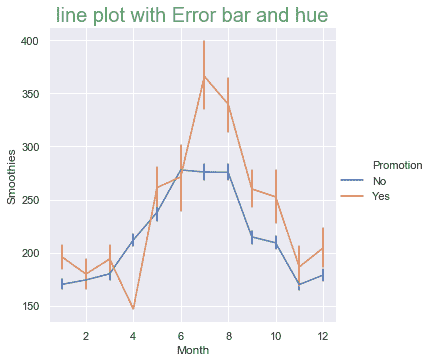 line plot with Error bar and hue
400
350
300
250
200
150
Smoothies
2 4 6 8 10 12
Month
Promotion
No
Yes